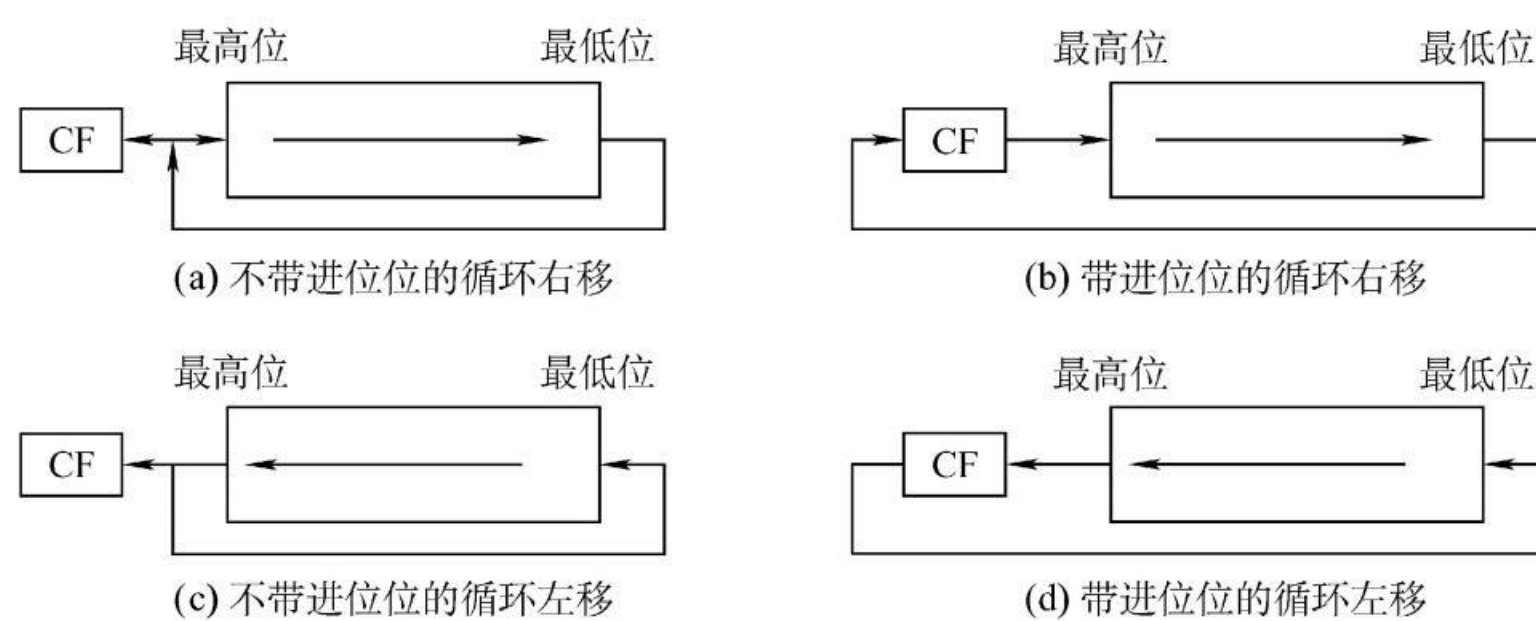 最高位 最低位 最高位 最低位
CF CF
(a) 不带进位位的循环右移 (b) 带进位位的循环右移
最高位 最低位 最高位 最低位
CF CF
(c) 不带进位位的循环左移 (d) 带进位位的循环左移